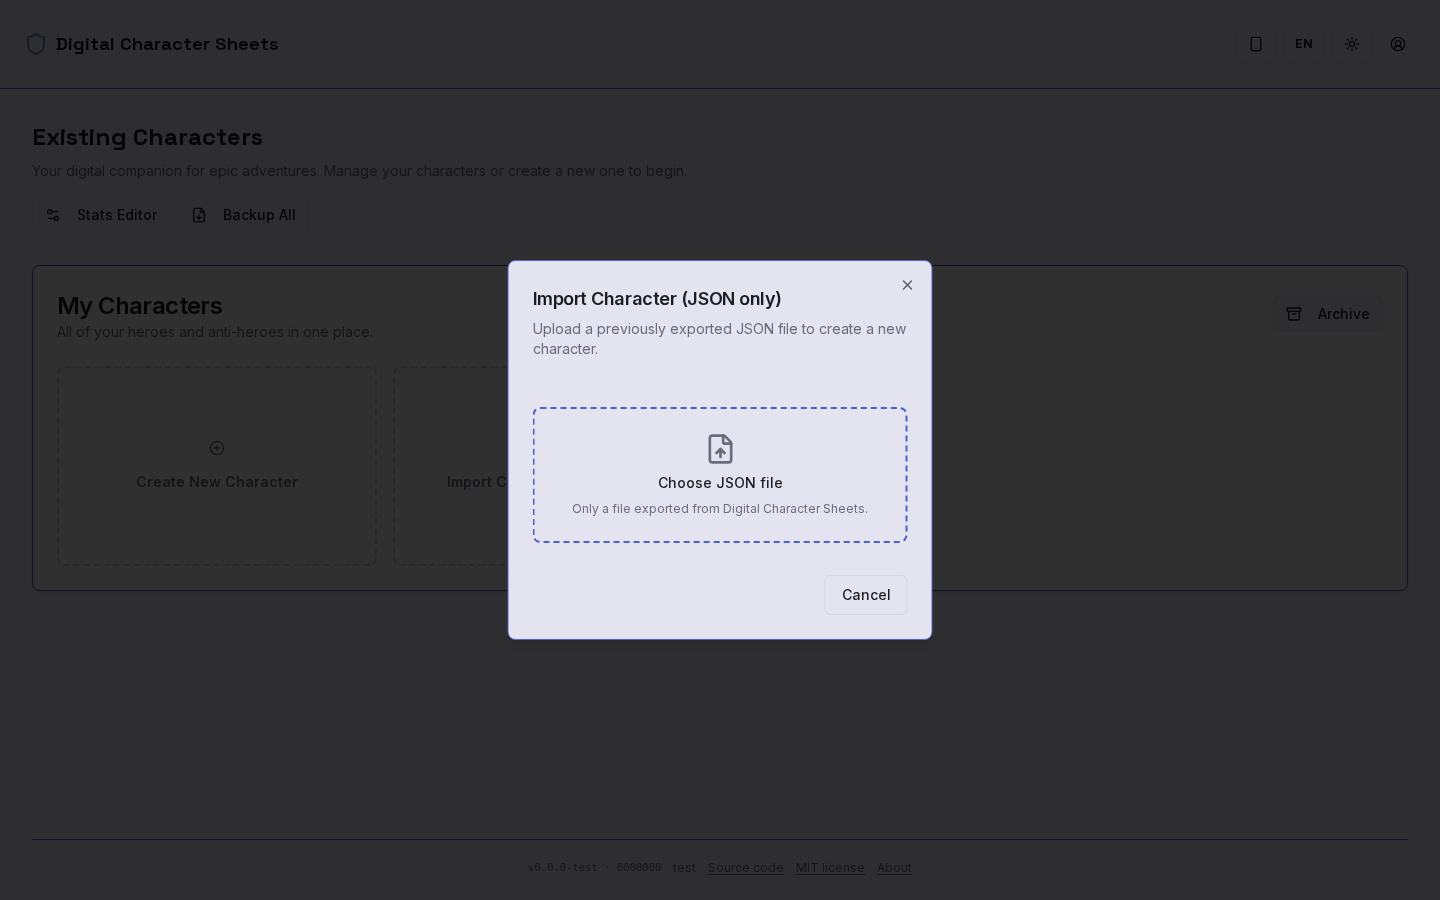 Digital Character Sheets
EN
Existing Characters
Your digital companion for epic adventures. Manage your characters or create a new one to begin.
Stats Editor
Backup All
My Characters
All of your heroes and anti-heroes in one place.
Archive
Create New Character
Import C
Import Character (JSON only)
Upload a previously exported JSON file to create a new
character.
Choose JSON file
Only a file exported from Digital Character Sheets.
Cancel
v0.0.0-test · 0000000 test Source code MIT license About